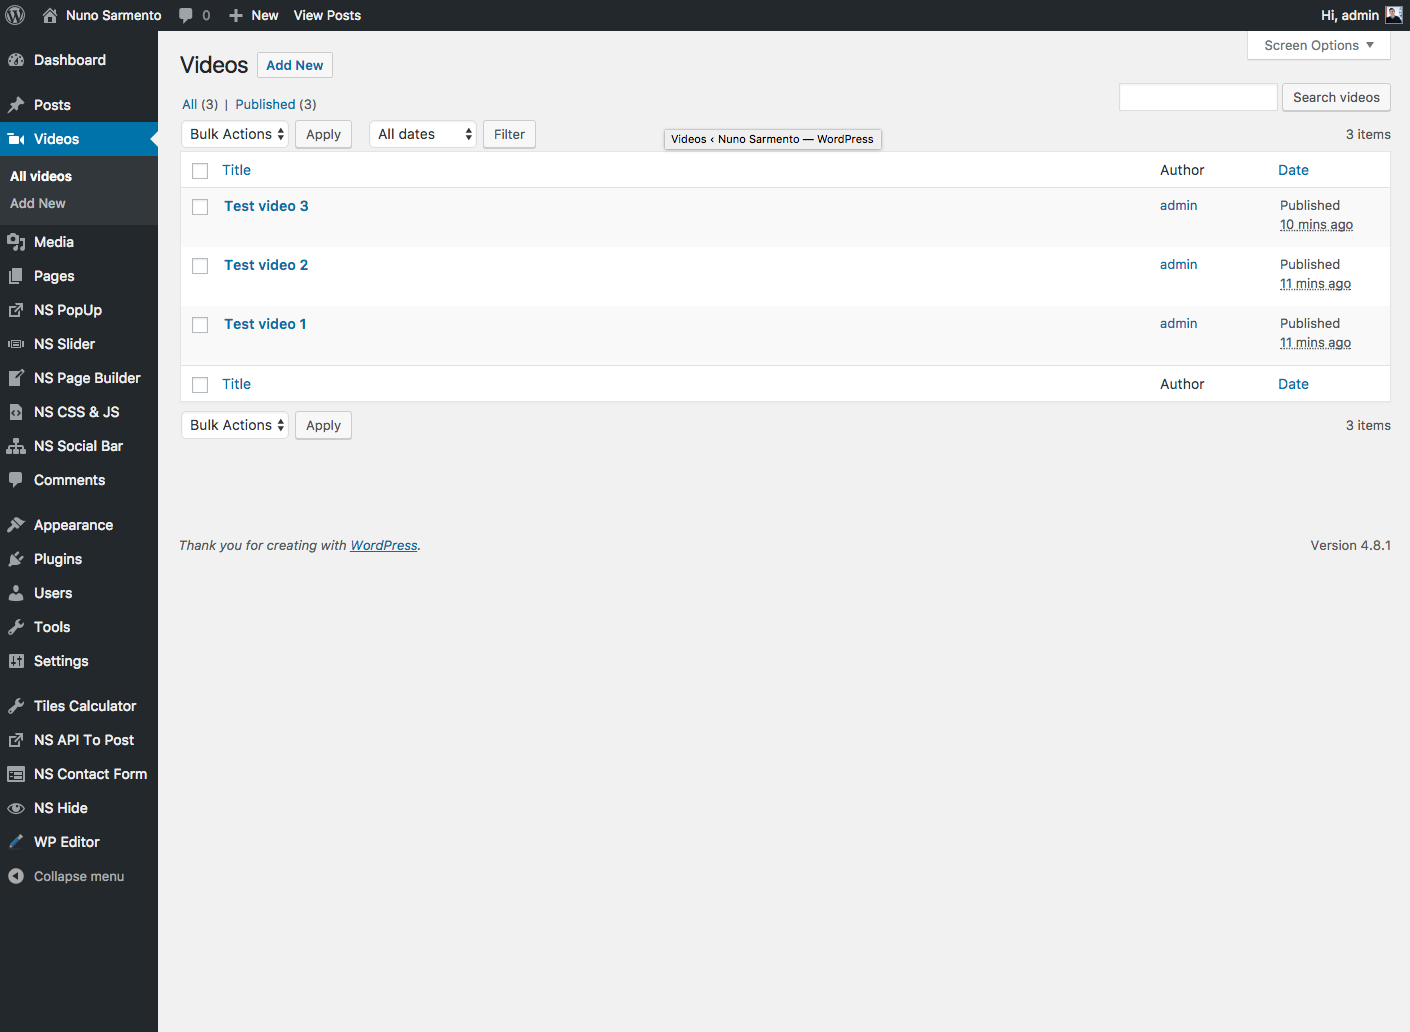 Nuno Sarmento 0 New View Posts Hi, admin
Dashboard
Posts
Videos
All videos
Add New
Media
Pages
NS PopUp
NS Slider
NS Page Builder
NS CSS & JS
NS Social Bar
Comments
Appearance
Plugins
Users
Tools
Settings
Tiles Calculator
NS API To Post
NS Contact Form
NS Hide
WP Editor
Collapse menu
Screen Options
Videos Add New
All (3) | Published (3)
Search videos
Bulk Actions Apply All dates Filter
Videos ‹ Nuno Sarmento — WordPress
3 items
Title Author Date
Test video 3 admin Published
10 mins ago
Test video 2 admin Published
11 mins ago
Test video 1 admin Published
11 mins ago
Title Author Date
Bulk Actions Apply 3 items
Thank you for creating with WordPress. Version 4.8.1